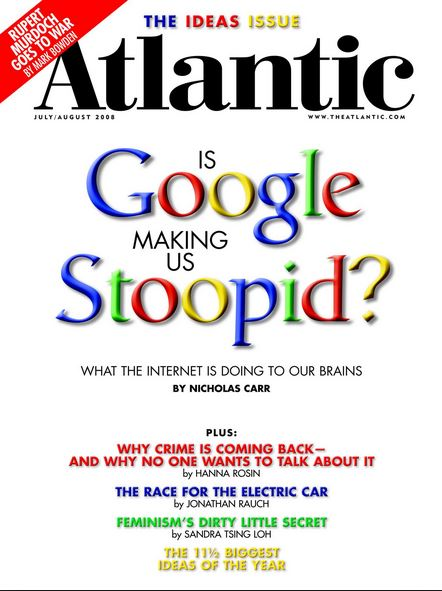 THE IDEAS ISSUE
RUPERT
MURDOCH
GOES TO WAR
BY MARK BOWDEN
Atlantic
JULY/AUGUST 2008
WWW.THEATLANTIC.COM
IS
Google
MAKING
US
Stoopid?
WHAT THE INTERNET IS DOING TO OUR BRAINS
BY NICHOLAS CARR
PLUS:
WHY CRIME IS COMING BACK—
AND WHY NO ONE WANTS TO TALK ABOUT IT
by HANNA ROSIN
THE RACE FOR THE ELECTRIC CAR
by JONATHAN RAUCH
FEMINISM'S DIRTY LITTLE SECRET
by SANDRA TSING LOH
THE 11½ BIGGEST
IDEAS OF THE YEAR